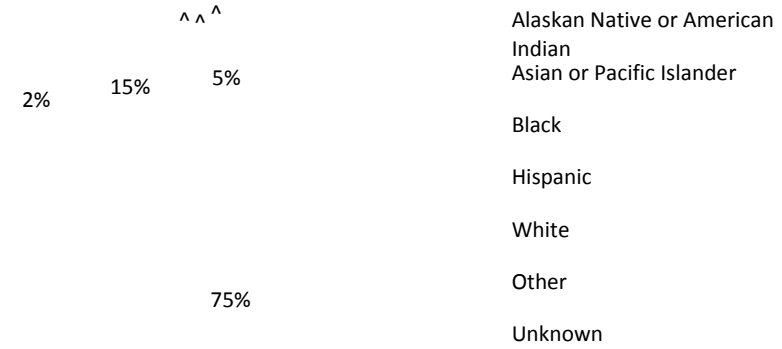 ^ ^ ^
2%
15%
5%
75%
Alaskan Native or American
Indian
Asian or Pacific Islander
Black
Hispanic
White
Other
Unknown